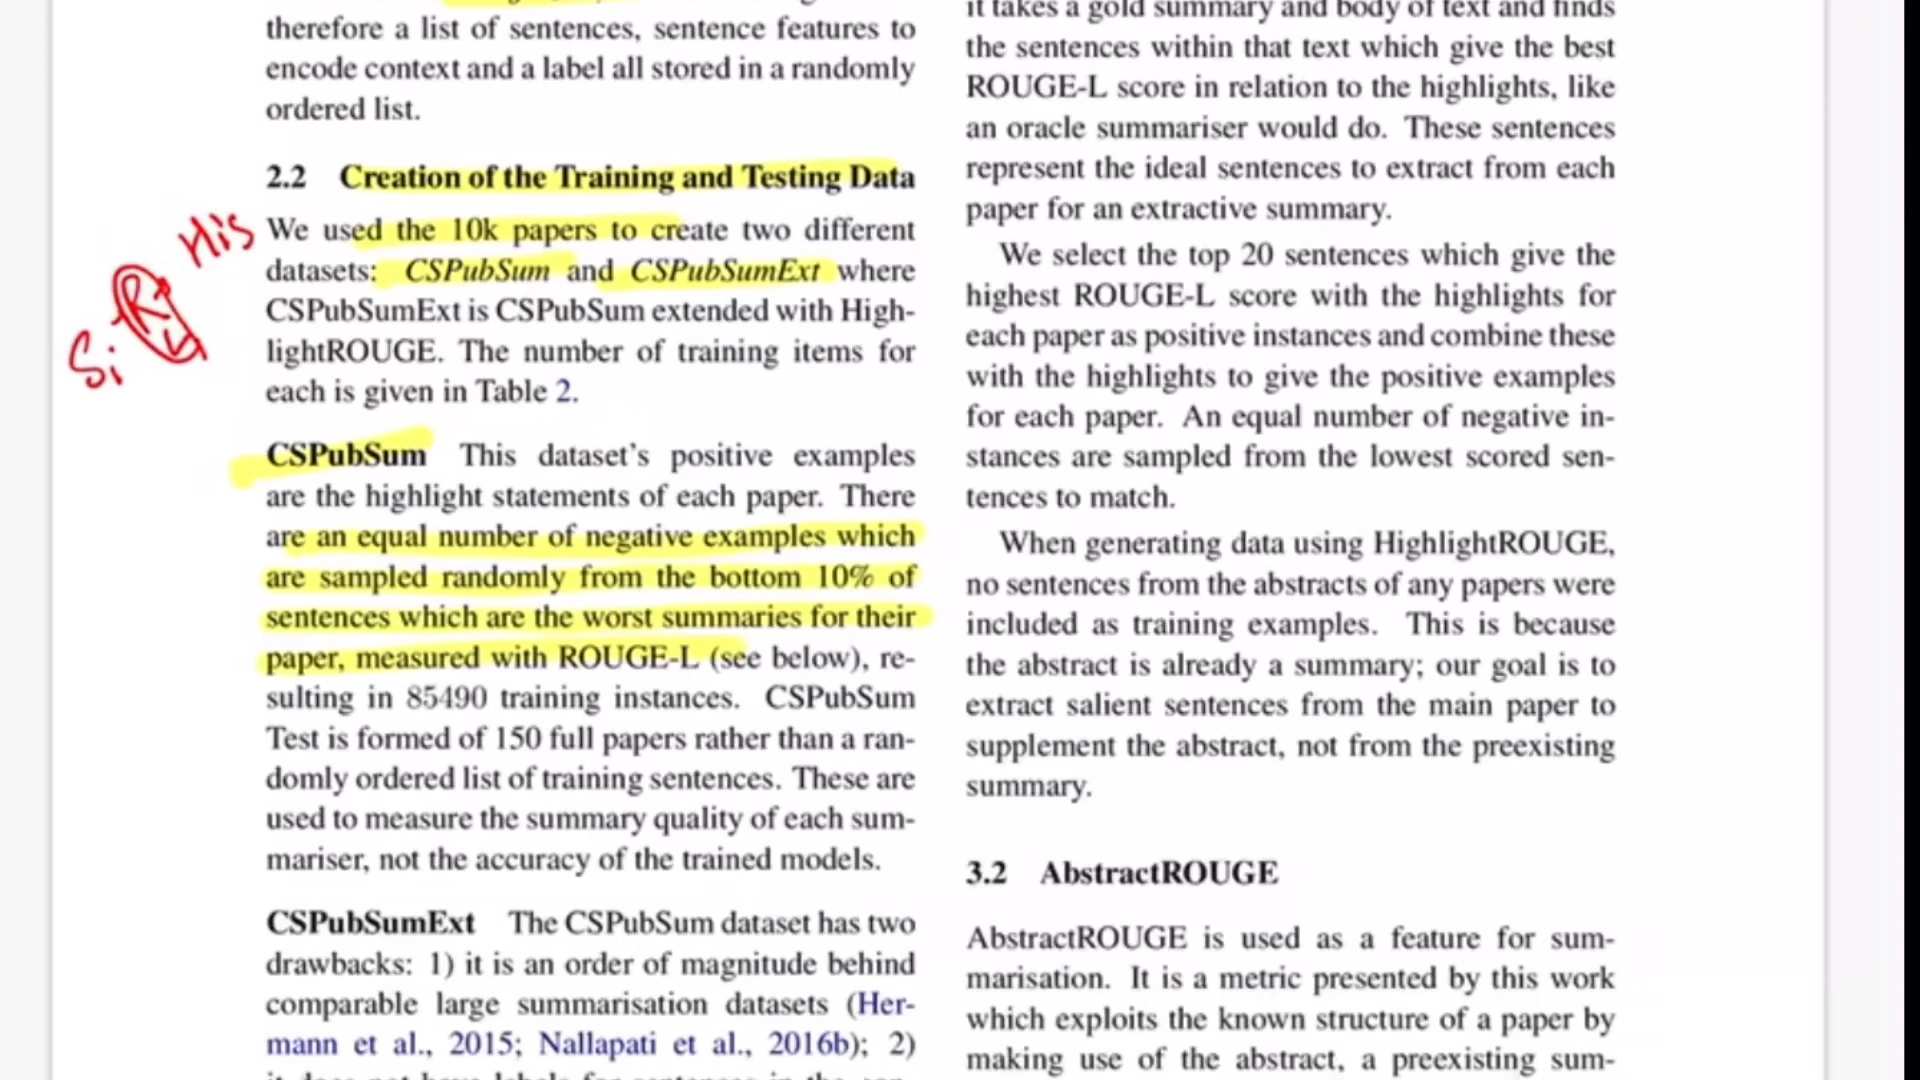 therefore a list of sentences, sentence features to
encode context and a label all stored in a randomly
ordered list.
2.2 Creation of the Training and Testing Data
We used the 10k papers to create two different
datasets: CSPubSum and CSPubSumExt where
CSPubSumExt is CSPubSum extended with High-
lightROUGE. The number of training items for
each is given in Table 2.
His
R
Si
CSPubSum This dataset's positive examples
are the highlight statements of each paper. There
are an equal number of negative examples which
are sampled randomly from the bottom 10% of
sentences which are the worst summaries for their
paper, measured with ROUGE-L (see below), re-
sulting in 85490 training instances. CSPubSum
Test is formed of 150 full papers rather than a ran-
domly ordered list of training sentences. These are
used to measure the summary quality of each sum-
mariser, not the accuracy of the trained models.
CSPubSumExt The CSPubSum dataset has two
drawbacks: 1) it is an order of magnitude behind
comparable large summarisation datasets (Her-
mann et al., 2015; Nallapati et al., 2016b); 2)
it takes a gold summary and body of text and finds
the sentences within that text which give the best
ROUGE-L score in relation to the highlights, like
an oracle summariser would do. These sentences
represent the ideal sentences to extract from each
paper for an extractive summary.
We select the top 20 sentences which give the
highest ROUGE-L score with the highlights for
each paper as positive instances and combine these
with the highlights to give the positive examples
for each paper. An equal number of negative in-
stances are sampled from the lowest scored sen-
tences to match.
When generating data using HighlightROUGE,
no sentences from the abstracts of any papers were
included as training examples. This is because
the abstract is already a summary; our goal is to
extract salient sentences from the main paper to
supplement the abstract, not from the preexisting
summary.
3.2 AbstractROUGE
AbstractROUGE is used as a feature for sum-
marisation. It is a metric presented by this work
which exploits the known structure of a paper by
making use of the abstract, a preexisting sum-